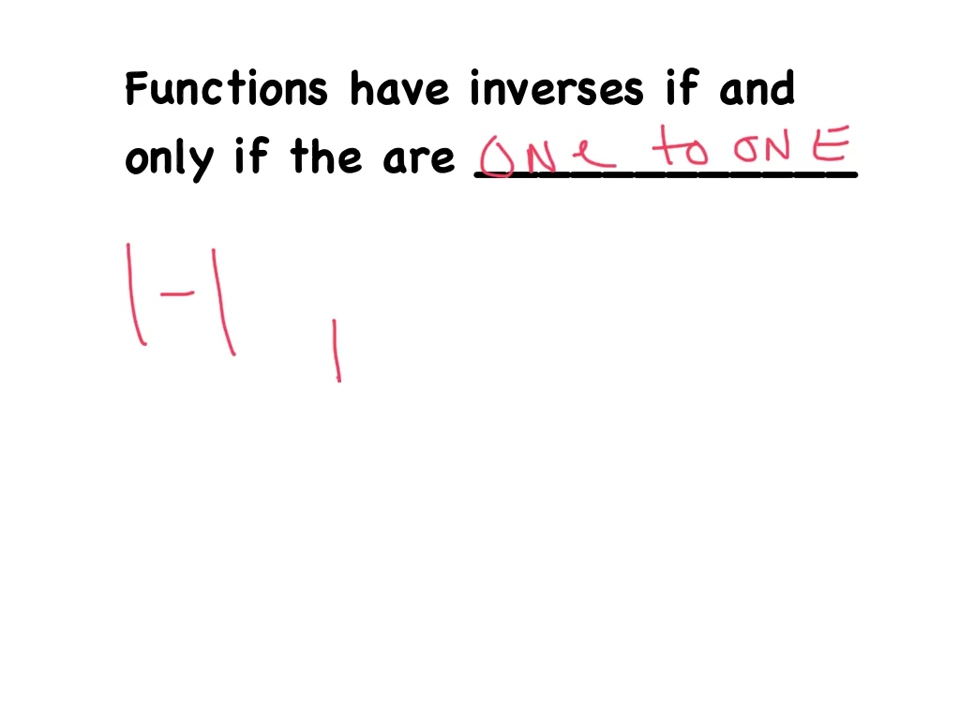 Functions have inverses if and
only if the are ONe to ONE
1-1